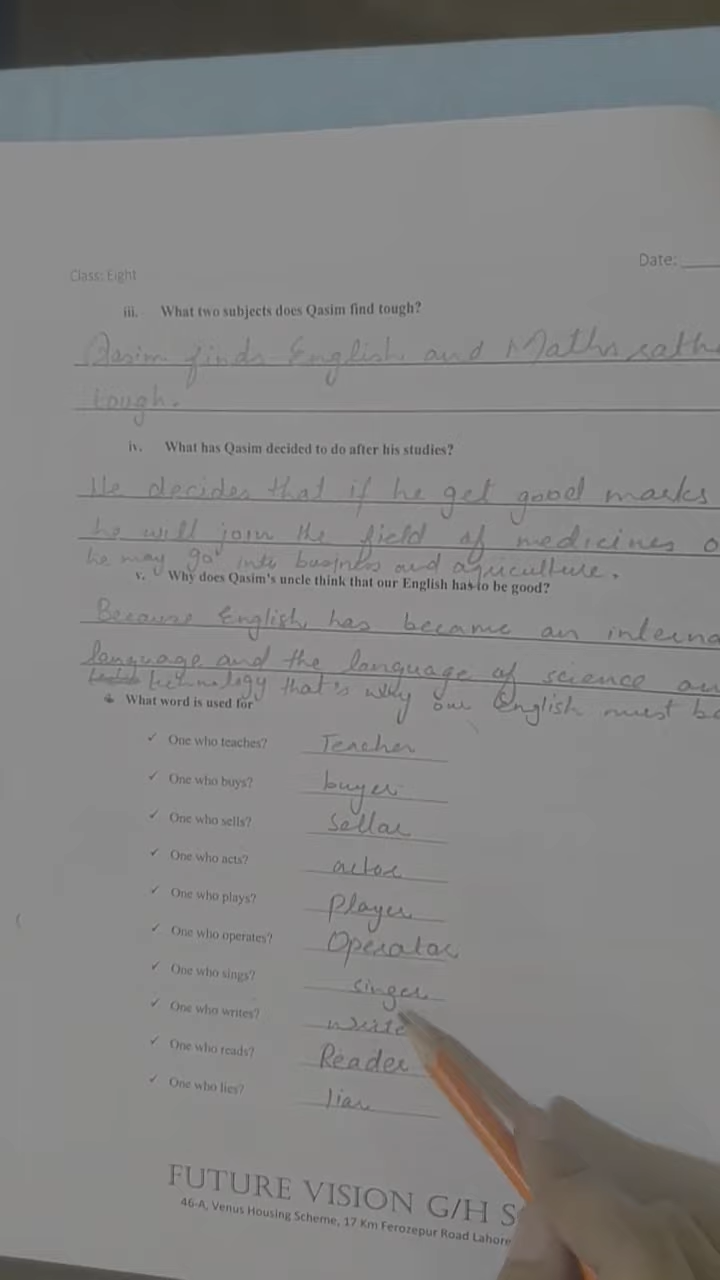 Class: Eight
Date:
iii. What two subjects does Qasim find tough?
Qasim finds English and Maths rathe
tough.
iv. What has Qasim decided to do after his studies?
He decides that if he get good marks
he will join the field of medicines o
he may go into business and agriculture.
v. Why does Qasim's uncle think that our English has to be good?
Because English has became an interna
language and the language of science an
technology that's why our English must be
What word is used for
✓ One who teaches? Teacher
✓ One who buys? buyer
✓ One who sells? Sellar
✓ One who acts? actor
✓ One who plays? Player
✓ One who operates? Operator
✓ One who sings? singer
✓ One who writes? write
✓ One who reads? Reader
✓ One who lies? liar
FUTURE VISION G/H S
46-A, Venus Housing Scheme, 17 Km Ferozepur Road Lahore